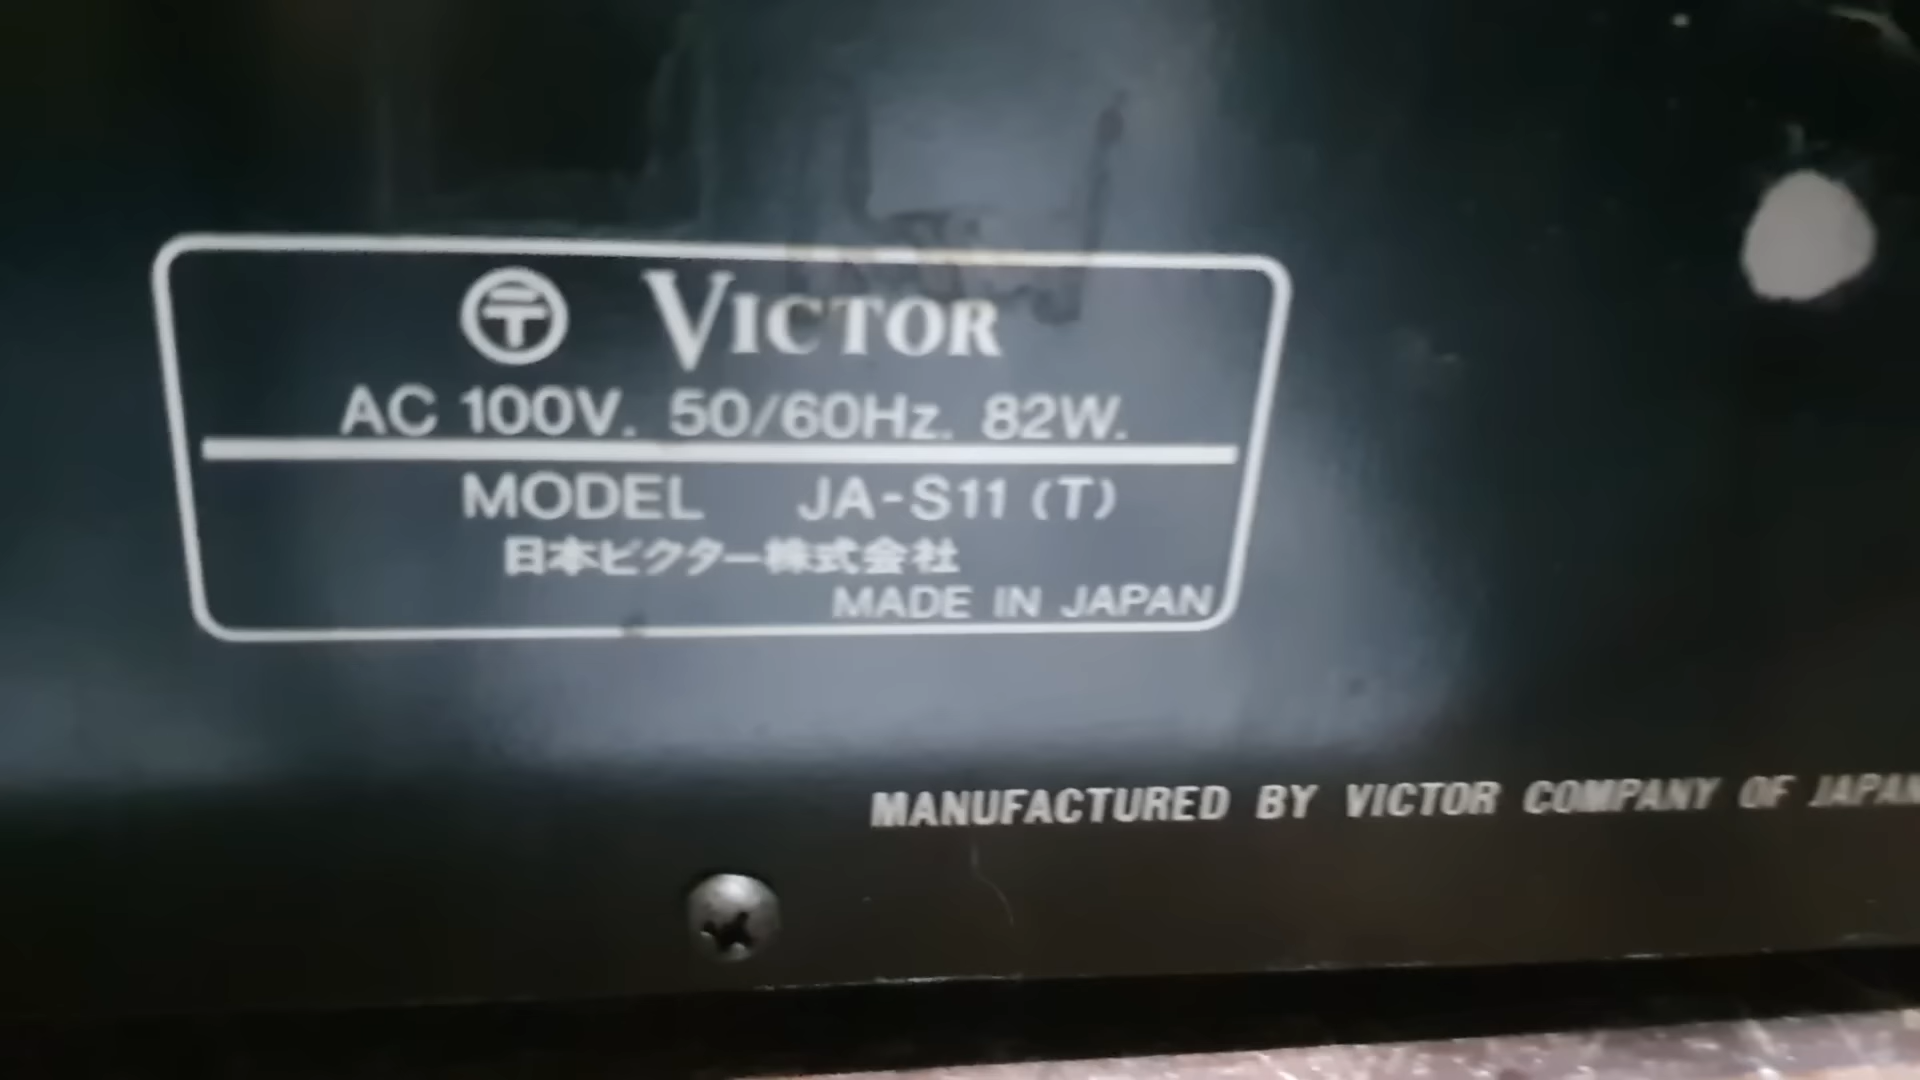 〒 VICTOR
AC 100V. 50/60Hz. 82W.
MODEL JA-S11 (T)
日本ビクター株式会社
MADE IN JAPAN
MANUFACTURED BY VICTOR COMPANY OF JAPAN